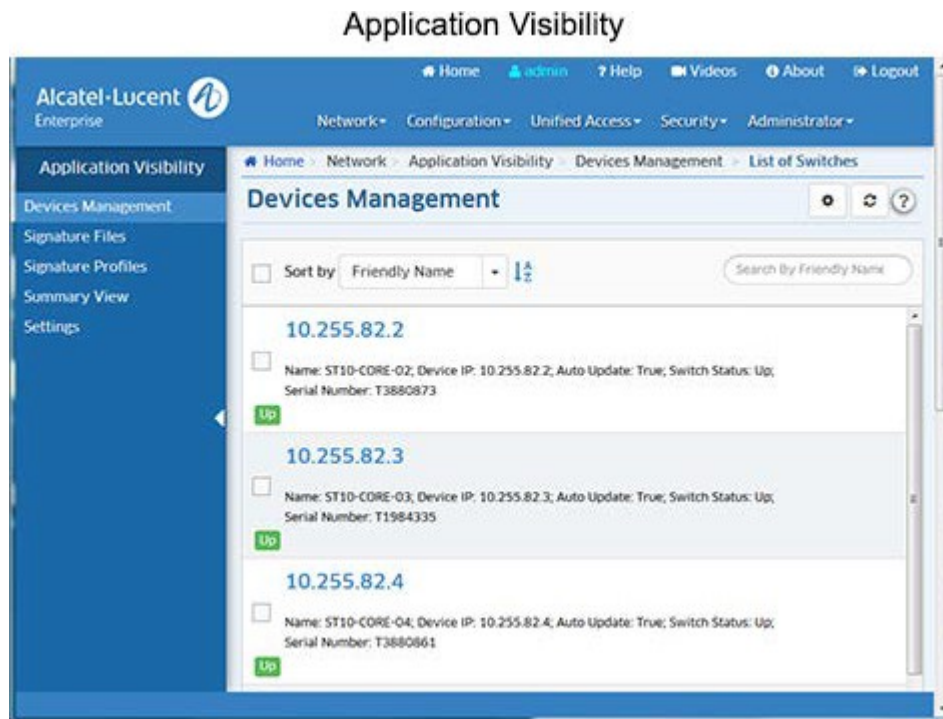 Application Visibility
Home admin ? Help Videos About Logout
Alcatel·Lucent
Enterprise
Network Configuration Unified Access Security Administrator
Application Visibility
Home > Network > Application Visibility > Devices Management > List of Switches
Devices Management
Devices Management
?
Signature Files
Signature Profiles
Summary View
Settings
Sort by Friendly Name
A
Z
Search By Friendly Name
10.255.82.2
Name: ST10-CORE-02; Device IP: 10.255.82.2; Auto Update: True; Switch Status: Up;
Serial Number: T3880873
Up
10.255.82.3
Name: ST10-CORE-03; Device IP: 10.255.82.3; Auto Update: True; Switch Status: Up;
Serial Number: T1984335
Up
10.255.82.4
Name: ST10-CORE-04; Device IP: 10.255.82.4; Auto Update: True; Switch Status: Up;
Serial Number: T3880861
Up